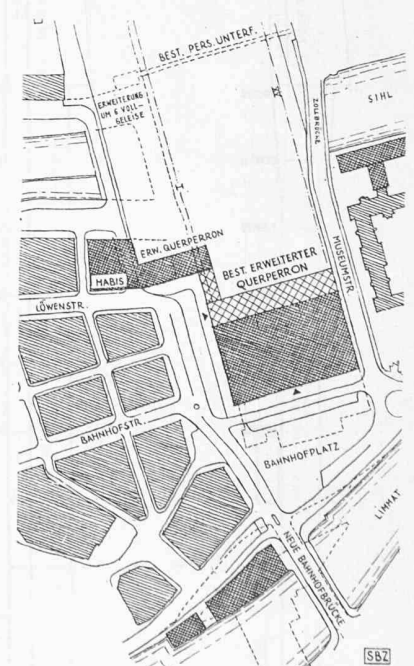 BEST. PERS. UNTERF.
ERWEITERUNG
UM 6 VOLL-
GELEISE
ZOLLBRÜCKE
SIHL
ERW. QUERPERRON
BEST. ERWEITERTER
QUERPERRON
MUSEUMSTR.
HABIS
LÖWENSTR.
BAHNHOFSTR.
BAHNHOFPLATZ
LIMMAT
NEUE BAHNHOFBRÜCKE
SBZ